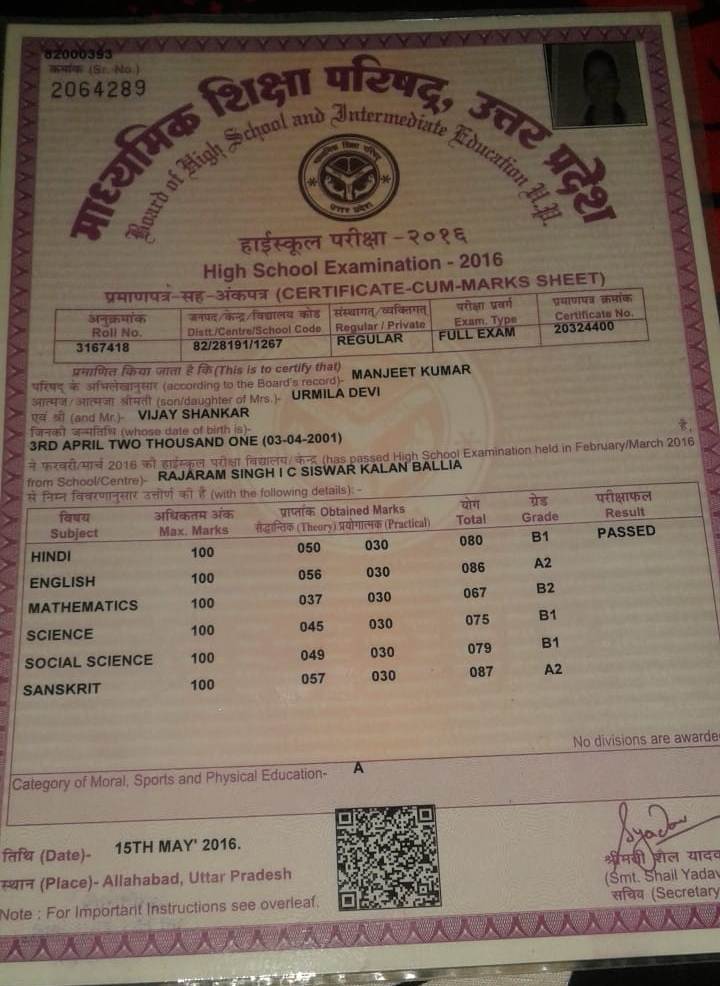 82000393
क्रमांक (Sr. No.)
2064289
माध्यमिक शिक्षा परिषद्, उत्तर प्रदेश
Board of High School and Intermediate Education U.P.
माध्यमिक शिक्षा परिषद्
उत्तर प्रदेश
हाईस्कूल परीक्षा - २०१६
High School Examination - 2016
प्रमाणपत्र-सह-अंकपत्र (CERTIFICATE-CUM-MARKS SHEET)
अनुक्रमांक जनपद/केन्द्र/विद्यालय कोड संस्थागत/व्यक्तिगत परीक्षा प्रवर्ग प्रमाणपत्र क्रमांक
Roll No. Distt./Centre/School Code Regular / Private Exam. Type Certificate No.
3167418 82/28191/1267 REGULAR FULL EXAM 20324400
प्रमाणित किया जाता है कि (This is to certify that) MANJEET KUMAR
परिषद् के अभिलेखानुसार (according to the Board's record)-
आत्मज/आत्मजा श्रीमती (son/daughter of Mrs.)- URMILA DEVI
एवं श्री (and Mr.)- VIJAY SHANKAR
जिनकी जन्मतिथि (whose date of birth is)-
3RD APRIL TWO THOUSAND ONE (03-04-2001) है,
ने फरवरी/मार्च 2016 की हाईस्कूल परीक्षा विद्यालय/केन्द्र (has passed High School Examination held in February/March 2016
from School/Centre)- RAJARAM SINGH I C SISWAR KALAN BALLIA
से निम्न विवरणानुसार उत्तीर्ण की है (with the following details):-
विषय अधिकतम अंक प्राप्तांक Obtained Marks योग ग्रेड परीक्षाफल
Subject Max. Marks सैद्धान्तिक (Theory) प्रयोगात्मक (Practical) Total Grade Result
HINDI 100 050 030 080 B1 PASSED
ENGLISH 100 056 030 086 A2
MATHEMATICS 100 037 030 067 B2
SCIENCE 100 045 030 075 B1
SOCIAL SCIENCE 100 049 030 079 B1
SANSKRIT 100 057 030 087 A2
No divisions are awarded
Category of Moral, Sports and Physical Education- A
तिथि (Date)- 15TH MAY' 2016.
स्थान (Place)- Allahabad, Uttar Pradesh
Note : For Important Instructions see overleaf.
Syadav
श्रीमती शैल यादव
(Smt. Shail Yadav
सचिव (Secretary